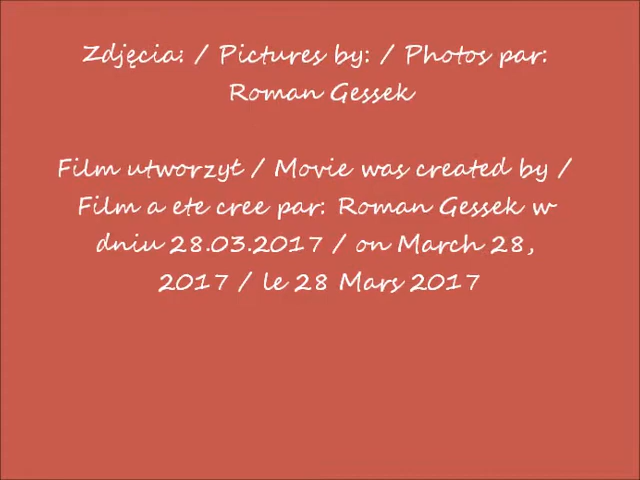 Zdjęcia: / Pictures by: / Photos par:
Roman Gessek
Film utworzył / Movie was created by /
Film a ete cree par: Roman Gessek w
dniu 28.03.2017 / on March 28,
2017 / le 28 Mars 2017